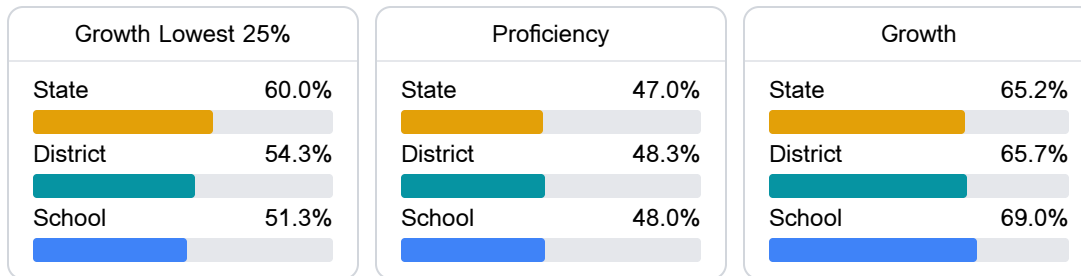 Growth Lowest 25%
State 60.0%
District 54.3%
School 51.3%
Proficiency
State 47.0%
District 48.3%
School 48.0%
Growth
State 65.2%
District 65.7%
School 69.0%